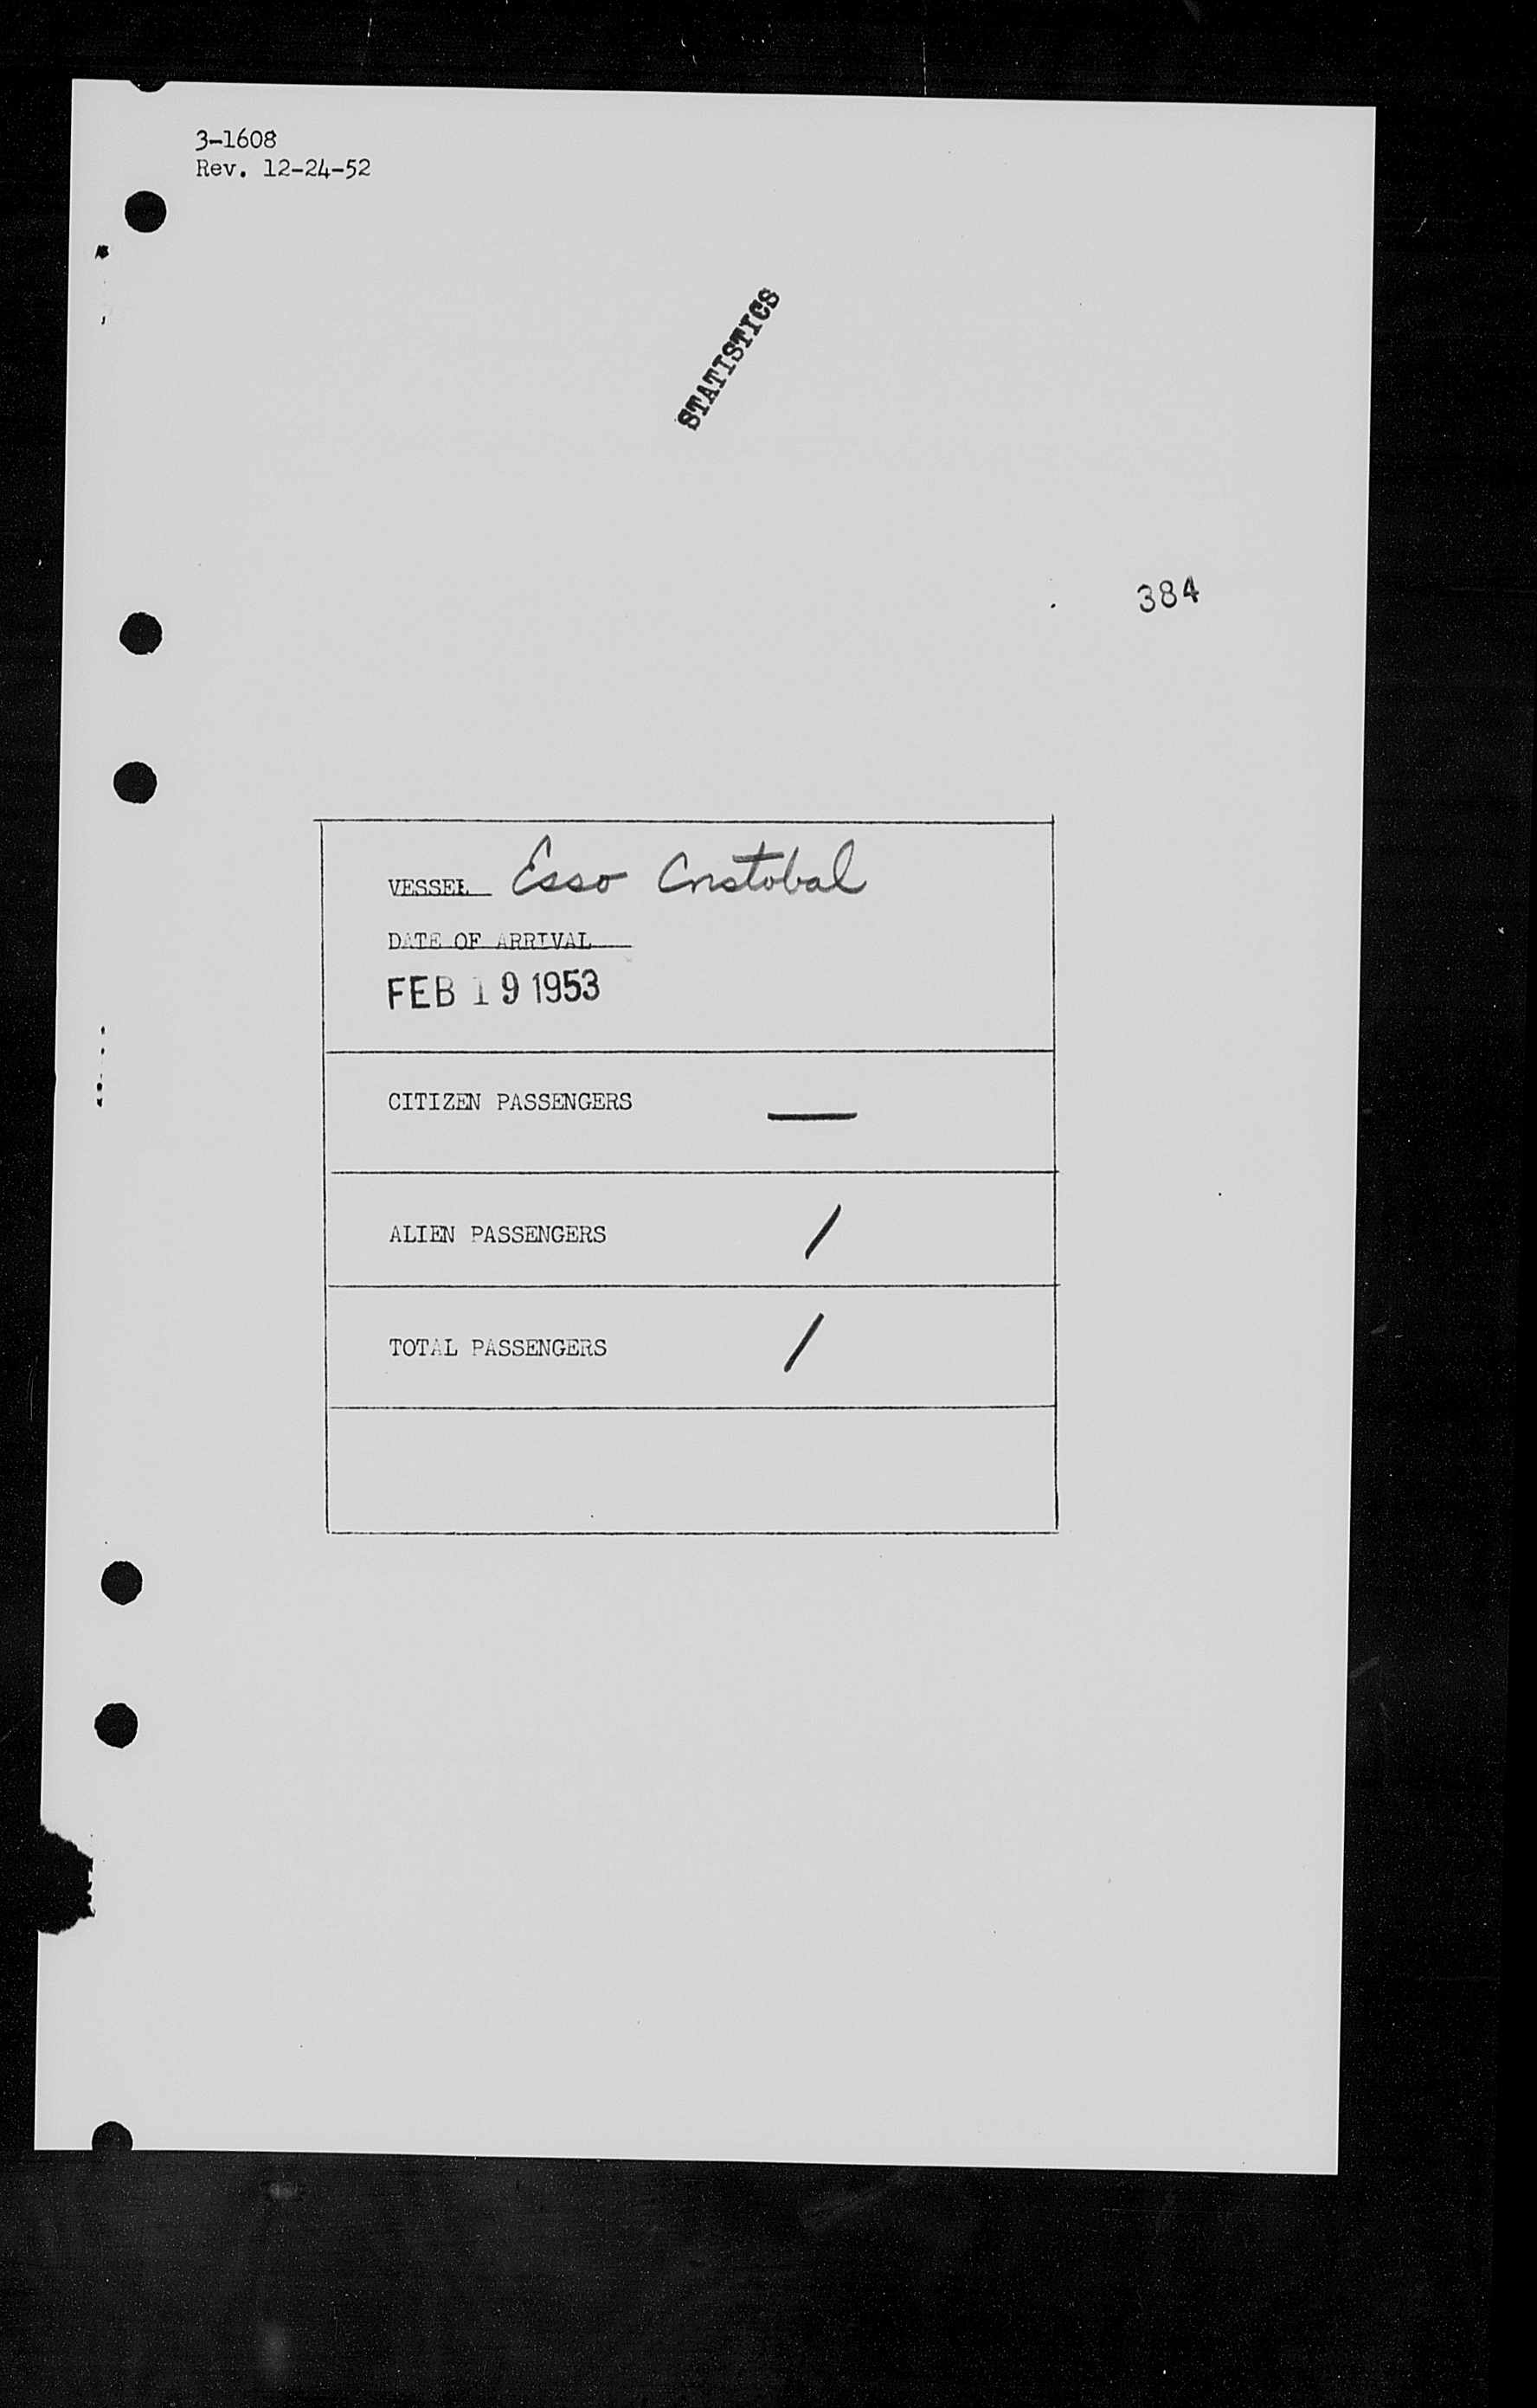 3-1608
Rev. 12-24-52
STATISTICS
384
VESSEL Esso Cristobal
DATE OF ARRIVAL
FEB 19 1953
CITIZEN PASSENGERS —
ALIEN PASSENGERS /
TOTAL PASSENGERS /